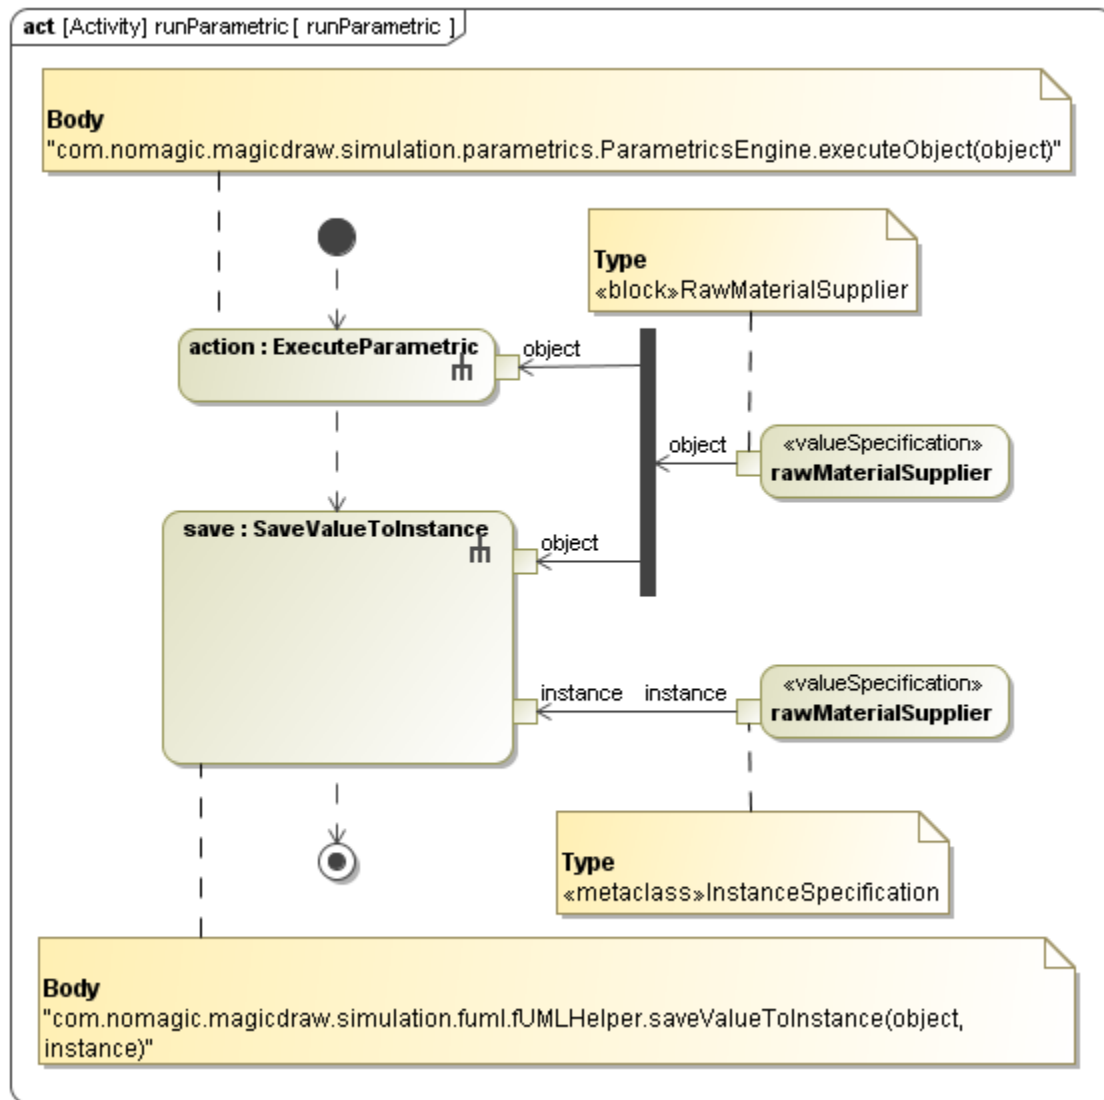 act [Activity] runParametric [ runParametric ]
Body
"com.nomagic.magicdraw.simulation.parametrics.ParametricsEngine.executeObject(object)"
Type
«block»RawMaterialSupplier
action : ExecuteParametric
object
object
«valueSpecification»
rawMaterialSupplier
save : SaveValueToInstance
object
instance
instance
«valueSpecification»
rawMaterialSupplier
Type
«metaclass»InstanceSpecification
Body
"com.nomagic.magicdraw.simulation.fuml.fUMLHelper.saveValueToInstance(object,
instance)"